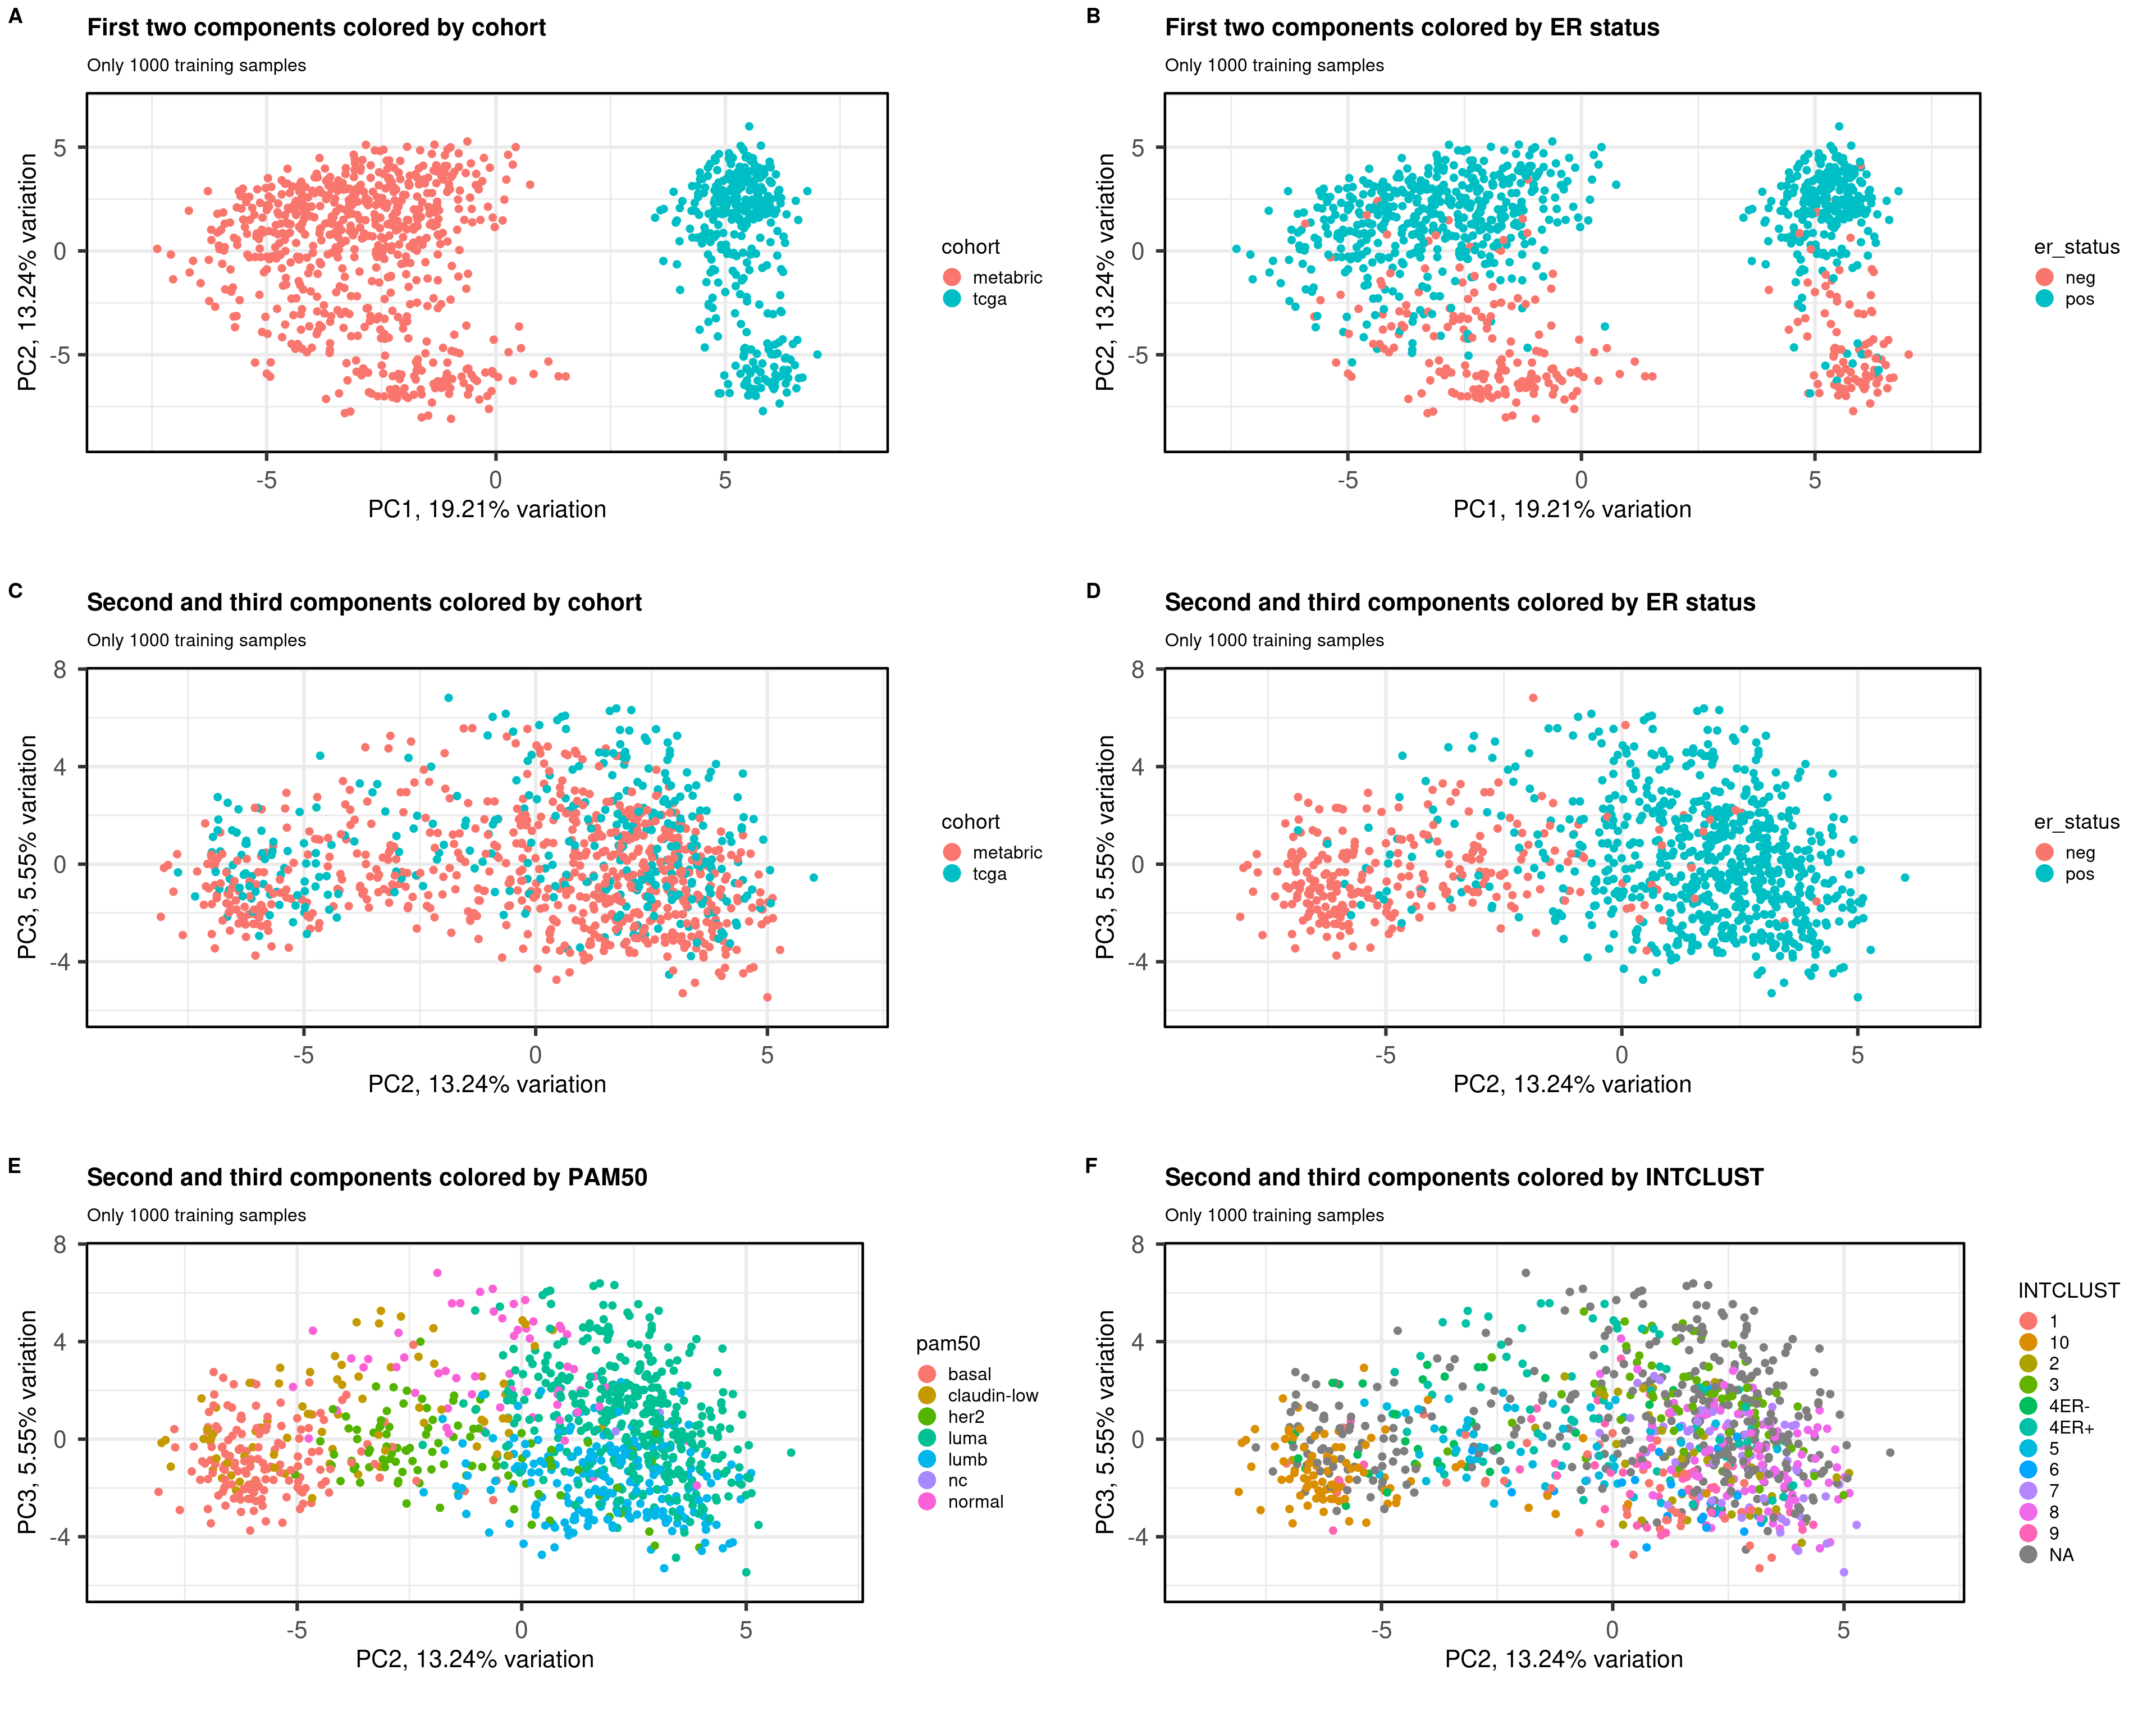 A
First two components colored by cohort
Only 1000 training samples
5
0
-5
PC2, 13.24% variation
-5
0
5
PC1, 19.21% variation
cohort
metabric
tcga
B
First two components colored by ER status
Only 1000 training samples
5
0
-5
PC2, 13.24% variation
-5
0
5
PC1, 19.21% variation
er_status
neg
pos
C
Second and third components colored by cohort
Only 1000 training samples
8
4
0
-4
PC3, 5.55% variation
-5
0
5
PC2, 13.24% variation
cohort
metabric
tcga
D
Second and third components colored by ER status
Only 1000 training samples
8
4
0
-4
PC3, 5.55% variation
-5
0
5
PC2, 13.24% variation
er_status
neg
pos
E
Second and third components colored by PAM50
Only 1000 training samples
8
4
0
-4
PC3, 5.55% variation
-5
0
5
PC2, 13.24% variation
pam50
basal
claudin-low
her2
luma
lumb
nc
normal
F
Second and third components colored by INTCLUST
Only 1000 training samples
8
4
0
-4
PC3, 5.55% variation
-5
0
5
PC2, 13.24% variation
INTCLUST
1
10
2
3
4ER-
4ER+
5
6
7
8
9
NA